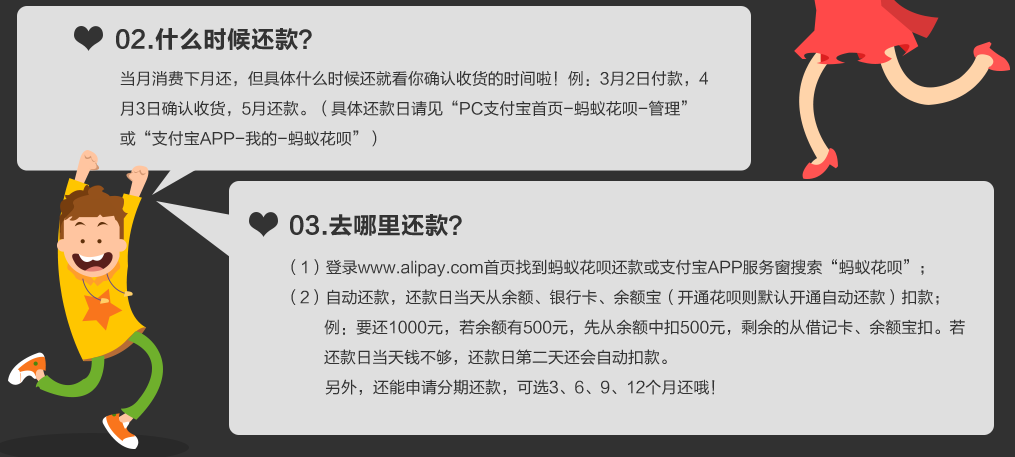 02.什么时候还款?
当月消费下月还，但具体什么时候还就看你确认收货的时间啦！例：3月2日付款，4
月3日确认收货，5月还款。（具体还款日请见“PC支付宝首页-蚂蚁花呗-管理”
或“支付宝APP-我的-蚂蚁花呗”）
03.去哪里还款?
（1）登录www.alipay.com首页找到蚂蚁花呗还款或支付宝APP服务窗搜索“蚂蚁花呗”；
（2）自动还款，还款日当天从余额、银行卡、余额宝（开通花呗则默认开通自动还款）扣款；
例：要还1000元，若余额有500元，先从余额中扣500元，剩余的从借记卡、余额宝扣。若
还款日当天钱不够，还款日第二天还会自动扣款。
另外，还能申请分期还款，可选3、6、9、12个月还哦！